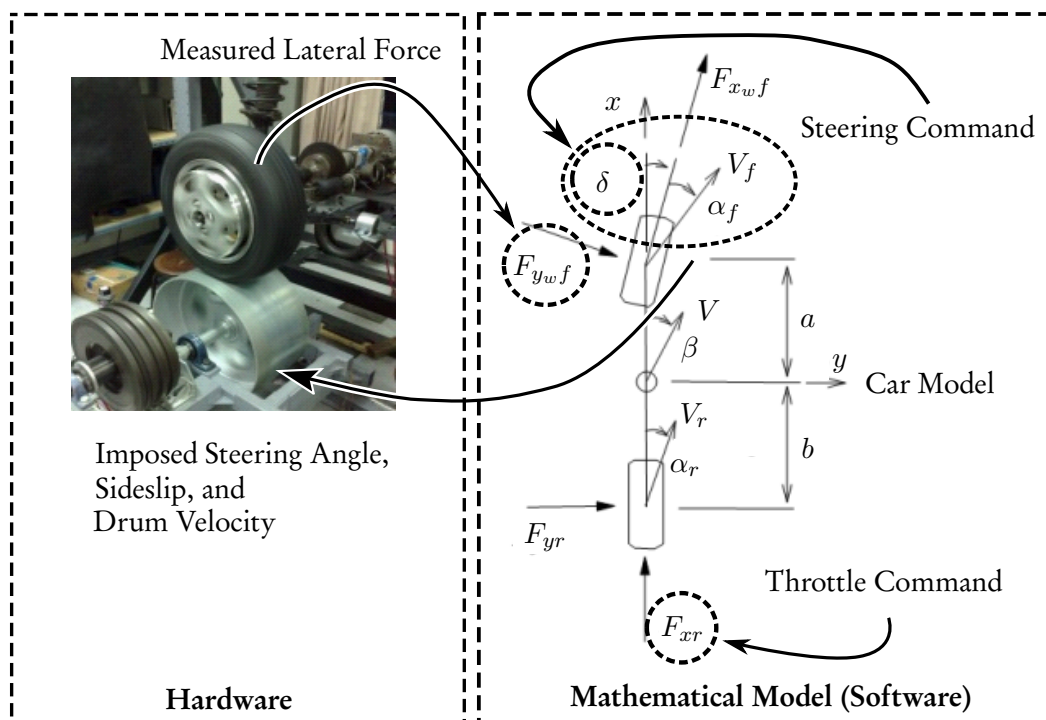 Measured Lateral Force
Imposed Steering Angle,
Sideslip, and
Drum Velocity
Hardware
F_{x_w f}
x
Steering Command
V_f
δ
α_f
F_{y_w f}
a
V
β
y
Car Model
V_r
b
α_r
F_{yr}
Throttle Command
F_{xr}
Mathematical Model (Software)